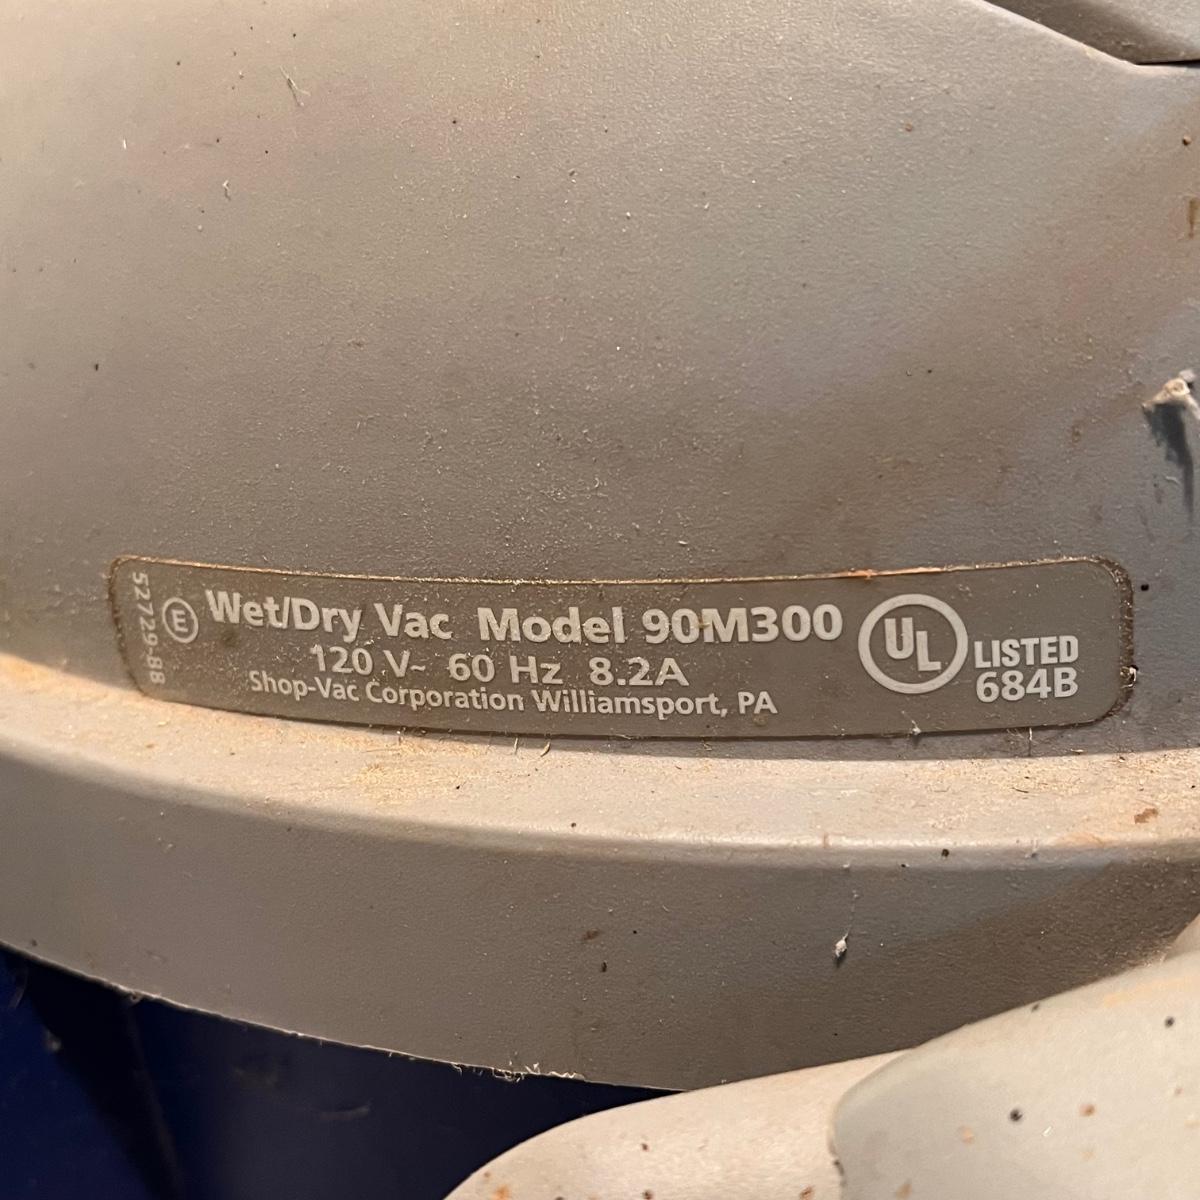 52729-88
E
Wet/Dry Vac Model 90M300
120 V~ 60 Hz 8.2A
Shop-Vac Corporation Williamsport, PA
UL
LISTED
684B